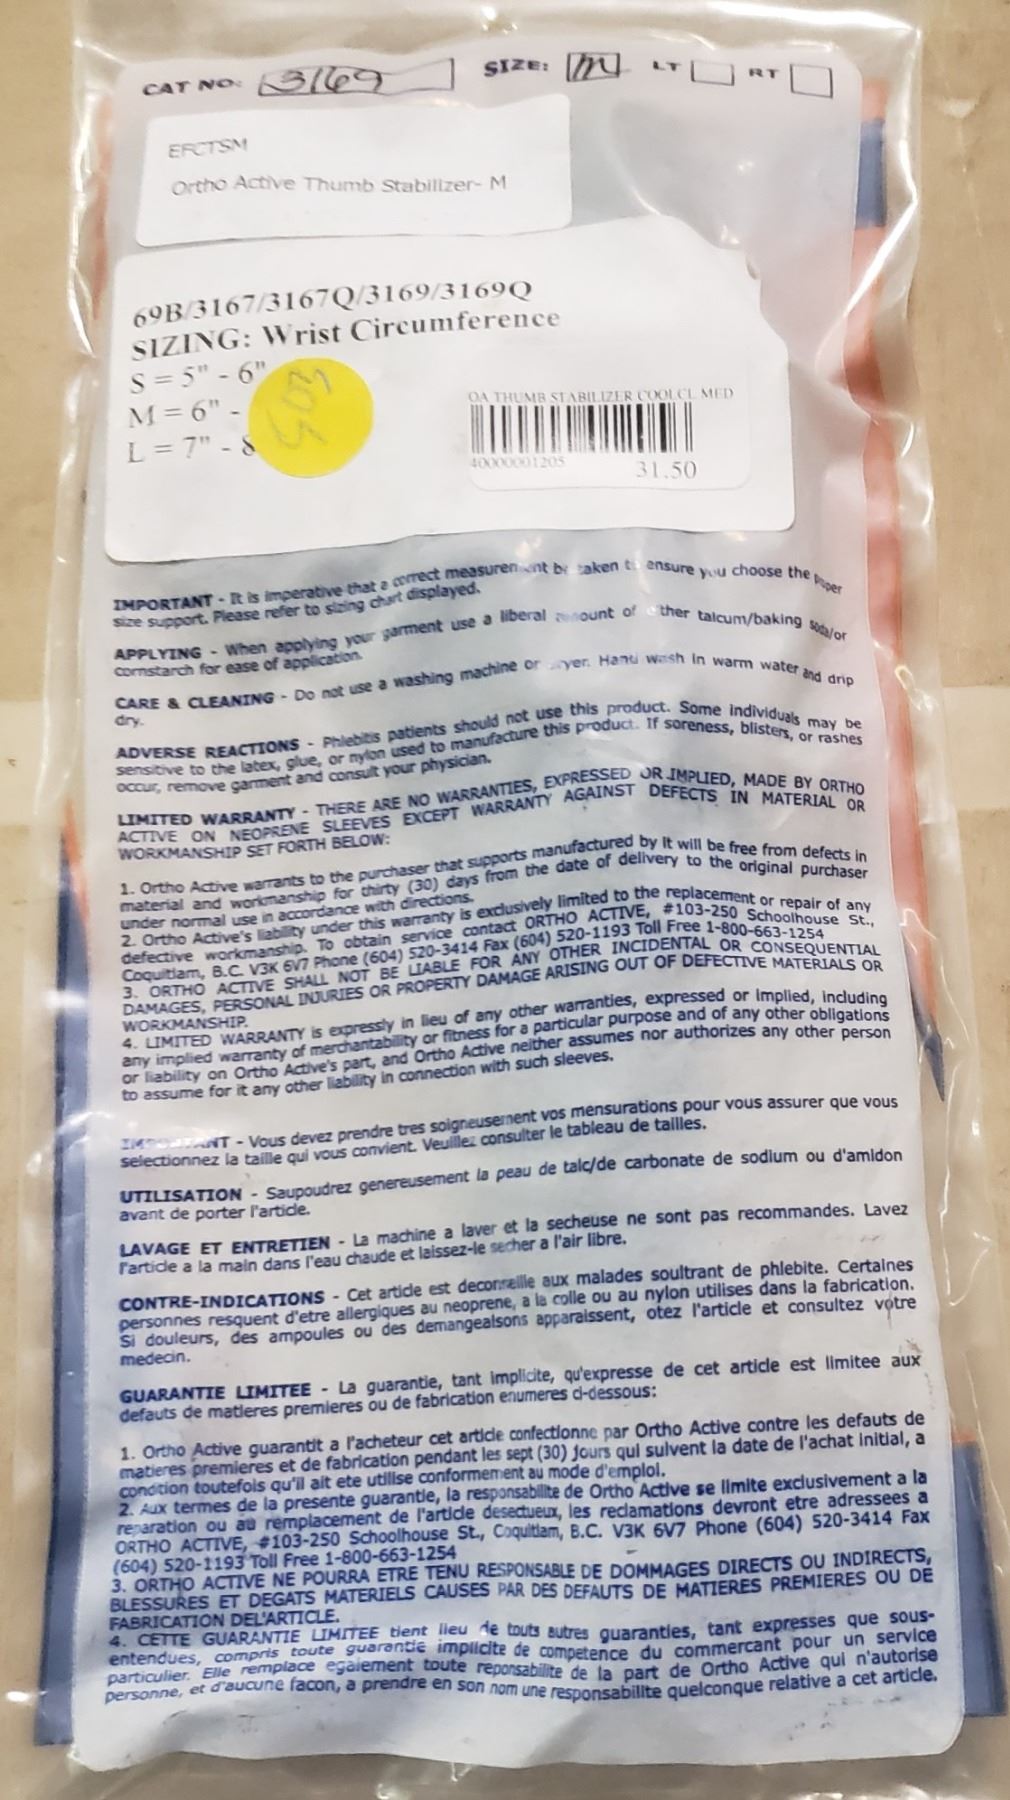 CAT NO: 3169 SIZE: M LT RT
EFCTSM
Ortho Active Thumb Stabilizer- M
69B/3167/3167Q/3169/3169Q
SIZING: Wrist Circumference
S = 5" - 6"
M = 6" -
L = 7" - 8
OA THUMB STABILIZER COOLCL MED
40000001205
31.50
IMPORTANT - It is imperative that a correct measurement be taken to ensure you choose the proper
size support. Please refer to sizing chart displayed.
APPLYING - When applying your garment use a liberal amount of either talcum/baking soda/or
cornstarch for ease of application.
CARE & CLEANING - Do not use a washing machine or dryer. Hand wash in warm water and drip
dry.
ADVERSE REACTIONS - Phlebitis patients should not use this product. Some individuals may be
sensitive to the latex, glue, or nylon used to manufacture this product. If soreness, blisters, or rashes
occur, remove garment and consult your physician.
LIMITED WARRANTY - THERE ARE NO WARRANTIES, EXPRESSED OR IMPLIED, MADE BY ORTHO
ACTIVE ON NEOPRENE SLEEVES EXCEPT WARRANTY AGAINST DEFECTS IN MATERIAL OR
WORKMANSHIP SET FORTH BELOW:
1. Ortho Active warrants to the purchaser that supports manufactured by It will be free from defects in
material and workmanship for thirty (30) days from the date of delivery to the original purchaser
under normal use in accordance with directions.
2. Ortho Active's liability under this warranty is exclusively limited to the replacement or repair of any
defective workmanship. To obtain service contact ORTHO ACTIVE, #103-250 Schoolhouse St.,
Coquitlam, B.C. V3K 6V7 Phone (604) 520-3414 Fax (604) 520-1193 Toll Free 1-800-663-1254
3. ORTHO ACTIVE SHALL NOT BE LIABLE FOR ANY OTHER INCIDENTAL OR CONSEQUENTIAL
DAMAGES, PERSONAL INJURIES OR PROPERTY DAMAGE ARISING OUT OF DEFECTIVE MATERIALS OR
WORKMANSHIP.
4. LIMITED WARRANTY is expressly in lieu of any other warranties, expressed or implied, including
any implied warranty of merchantability or fitness for a particular purpose and of any other obligations
or liability on Ortho Active's part, and Ortho Active neither assumes nor authorizes any other person
to assume for it any other liability in connection with such sleeves.
IMPORTANT - Vous devez prendre tres soigneusement vos mensurations pour vous assurer que vous
selectionnez la taille qui vous convient. Veuillez consulter le tableau de tailles.
UTILISATION - Saupoudrez genereusement la peau de talc/de carbonate de sodium ou d'amidon
avant de porter l'article.
LAVAGE ET ENTRETIEN - La machine a laver et la secheuse ne sont pas recommandes. Lavez
l'article a la main dans l'eau chaude et laissez-le secher a l'air libre.
CONTRE-INDICATIONS - Cet article est deconseille aux malades soultrant de phlebite. Certaines
personnes resquent d'etre allergiques au neoprene, a la colle ou au nylon utilises dans la fabrication.
Si douleurs, des ampoules ou des demangeaisons apparaissent, otez l'article et consultez votre
medecin.
GUARANTIE LIMITEE - La guarantie, tant implicite, qu'expresse de cet article est limitee aux
defauts de matieres premieres ou de fabrication enumeres ci-dessous:
1. Ortho Active guarantit a l'acheteur cet article confectionne par Ortho Active contre les defauts de
matieres premieres et de fabrication pendant les sept (30) jours qui suivent la date de l'achat initial, a
condition toutefois qu'il ait ete utilise conformement au mode d'emploi.
2. Aux termes de la presente guarantie, la responsabilite de Ortho Active se limite exclusivement a la
reparation ou au remplacement de l'article desectueux, les reclamations devront etre adressees a
ORTHO ACTIVE, #103-250 Schoolhouse St., Coquitlam, B.C. V3K 6V7 Phone (604) 520-3414 Fax
(604) 520-1193 Toll Free 1-800-663-1254
3. ORTHO ACTIVE NE POURRA ETRE TENU RESPONSABLE DE DOMMAGES DIRECTS OU INDIRECTS,
BLESSURES ET DEGATS MATERIELS CAUSES PAR DES DEFAUTS DE MATIERES PREMIERES OU DE
FABRICATION DEL'ARTICLE.
4. CETTE GUARANTIE LIMITEE tient lieu de touts autres guaranties, tant expresses que sous-
entendues, compris toute guarantie implicite de competence du commercant pour un service
particulier. Elle remplace egalement toute reponsabilite de la part de Ortho Active qui n'autorise
personne, et d'aucune facon, a prendre en son nom une responsabilite quelconque relative a cet article.